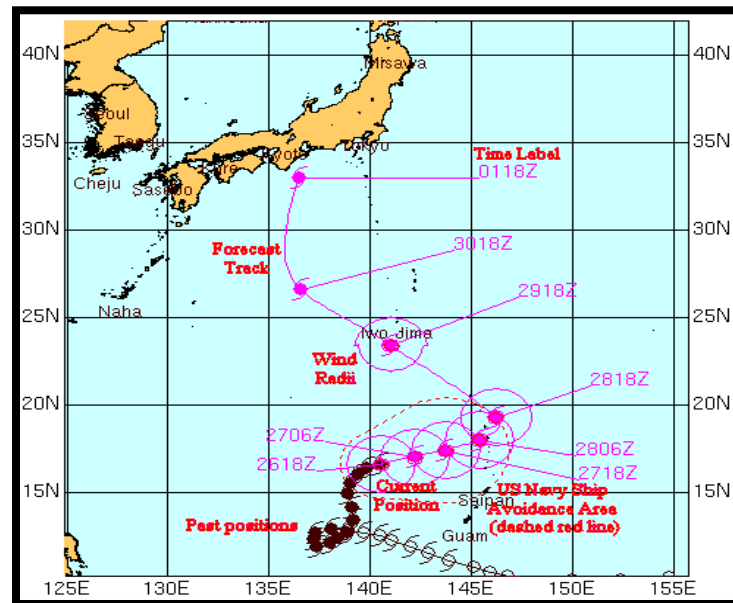 40N
40N
Misawa
Seoul
35N
35N
Taegu
Kyoto
Time Label
Cheju
Sasebo
0118Z
30N
30N
Forecast
Track
3018Z
2918Z
Naha
25N
25N
Iwo Jima
Wind
Radii
2818Z
20N
20N
2706Z
2806Z
2618Z
2718Z
Current
Position
15N
15N
US Navy Ship
Avoidance Area
(dashed red line)
Saipan
Past positions
Guam
125E
130E
135E
140E
145E
150E
155E